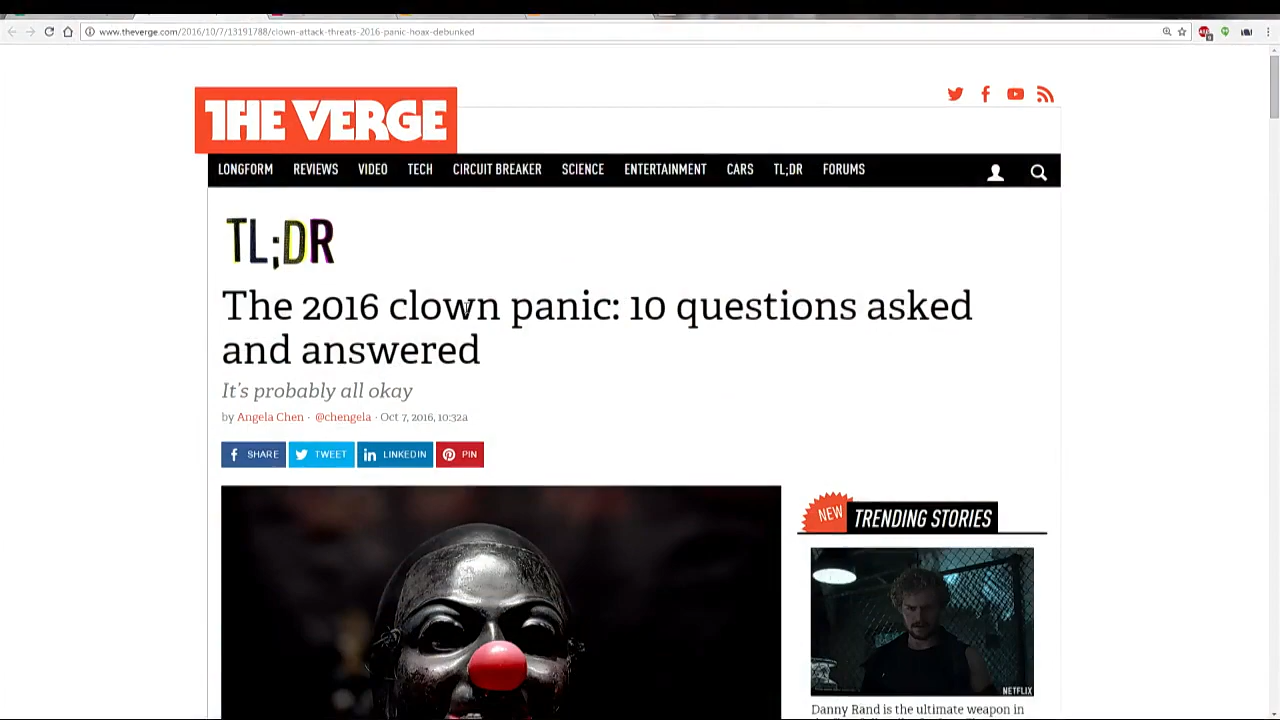 www.theverge.com/2016/10/7/13191788/clown-attack-threats-2016-panic-hoax-debunked
THE VERGE
LONGFORM REVIEWS VIDEO TECH CIRCUIT BREAKER SCIENCE ENTERTAINMENT CARS TL;DR FORUMS
TL;DR
The 2016 clown panic: 10 questions asked
and answered
It's probably all okay
by Angela Chen · @chengela · Oct 7, 2016, 10:32a
SHARE TWEET LINKEDIN PIN
NEW TRENDING STORIES
NETFLIX
Danny Rand is the ultimate weapon in